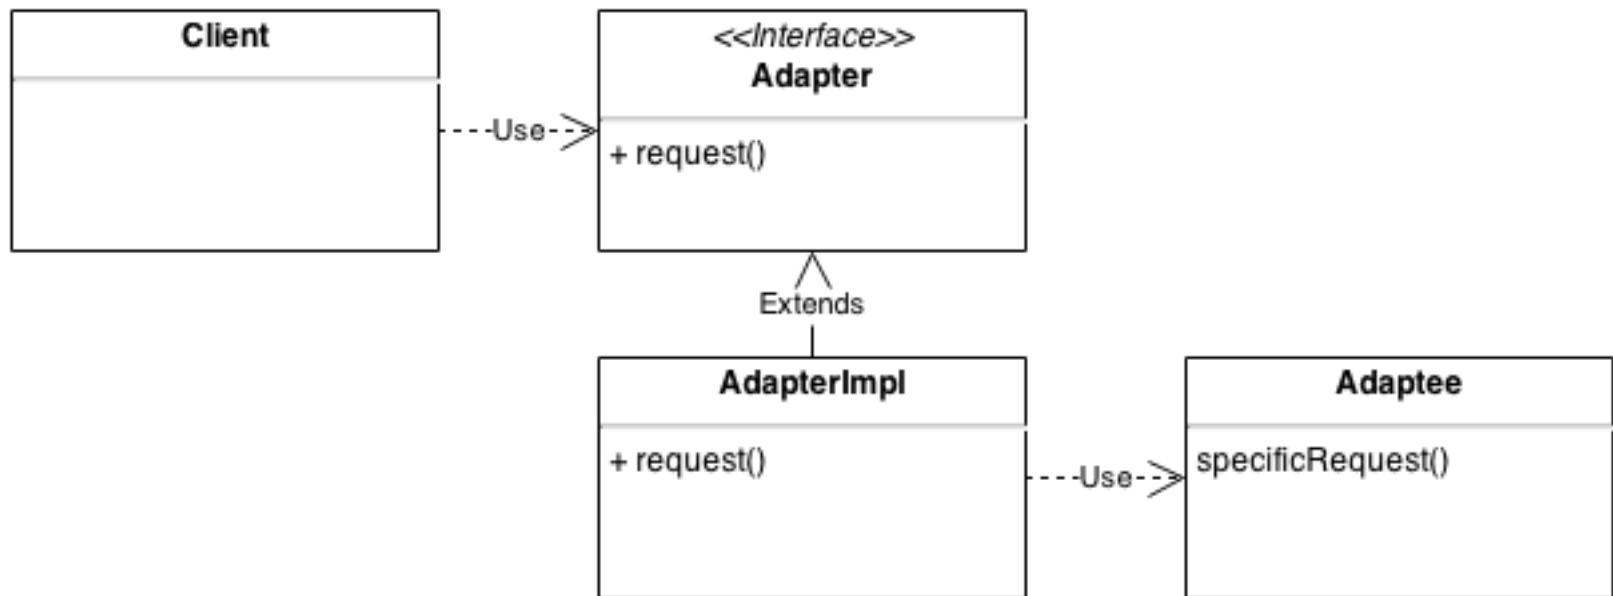 Client
<<Interface>>
Adapter
Use
+ request()
Extends
AdapterImpl
+ request()
Use
Adaptee
specificRequest()